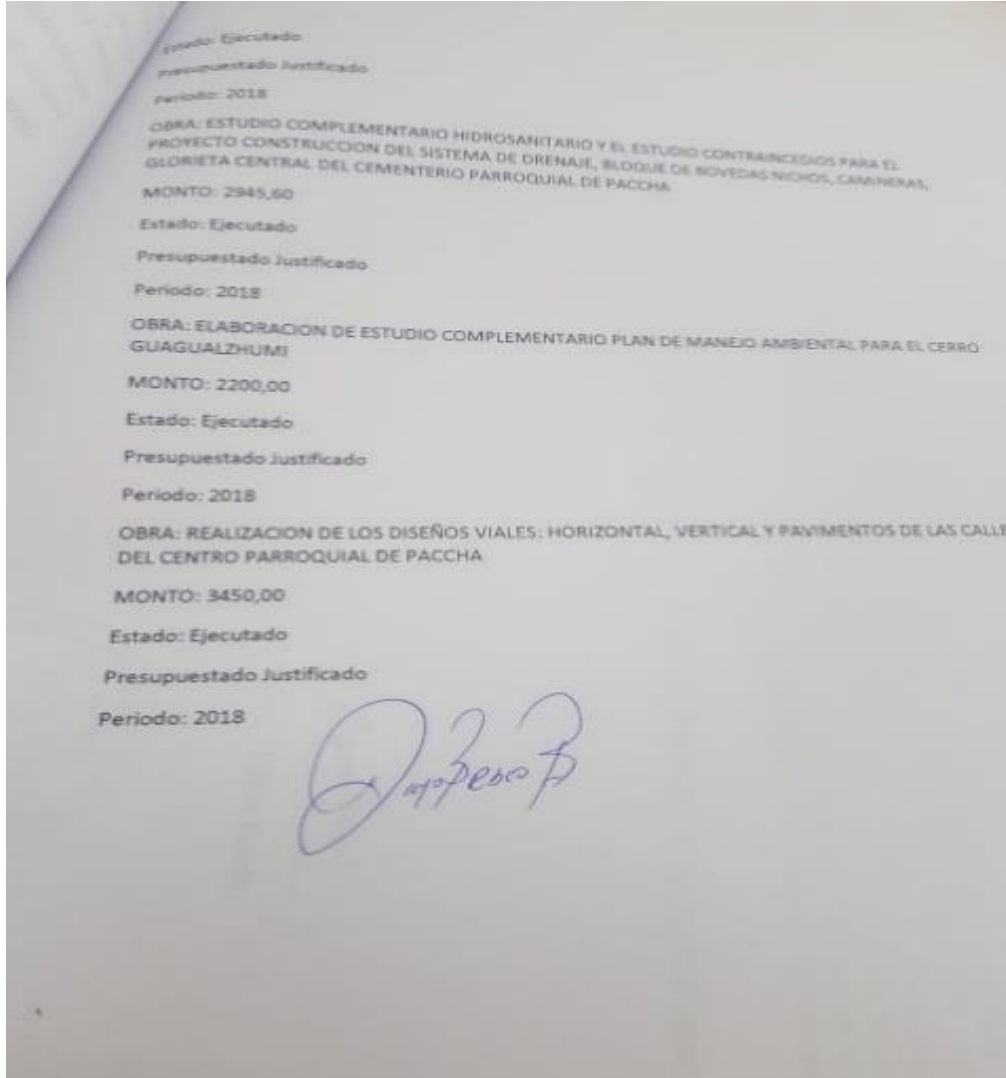 Estado: Ejecutado
Presupuestado Justificado
Periodo: 2018
OBRA: ESTUDIO COMPLEMENTARIO HIDROSANITARIO Y EL ESTUDIO CONTRAINCEDIOS PARA EL
PROYECTO CONSTRUCCION DEL SISTEMA DE DRENAJE, BLOQUE DE BOVEDAS NICHOS, CAMINERAS,
GLORIETA CENTRAL DEL CEMENTERIO PARROQUIAL DE PACCHA
MONTO: 2945,60
Estado: Ejecutado
Presupuestado Justificado
Periodo: 2018
OBRA: ELABORACION DE ESTUDIO COMPLEMENTARIO PLAN DE MANEJO AMBIENTAL PARA EL CERRO
GUAGUALZHUMI
MONTO: 2200,00
Estado: Ejecutado
Presupuestado Justificado
Periodo: 2018
OBRA: REALIZACION DE LOS DISEÑOS VIALES: HORIZONTAL, VERTICAL Y PAVIMENTOS DE LAS CALLE
DEL CENTRO PARROQUIAL DE PACCHA
MONTO: 3450,00
Estado: Ejecutado
Presupuestado Justificado
Periodo: 2018